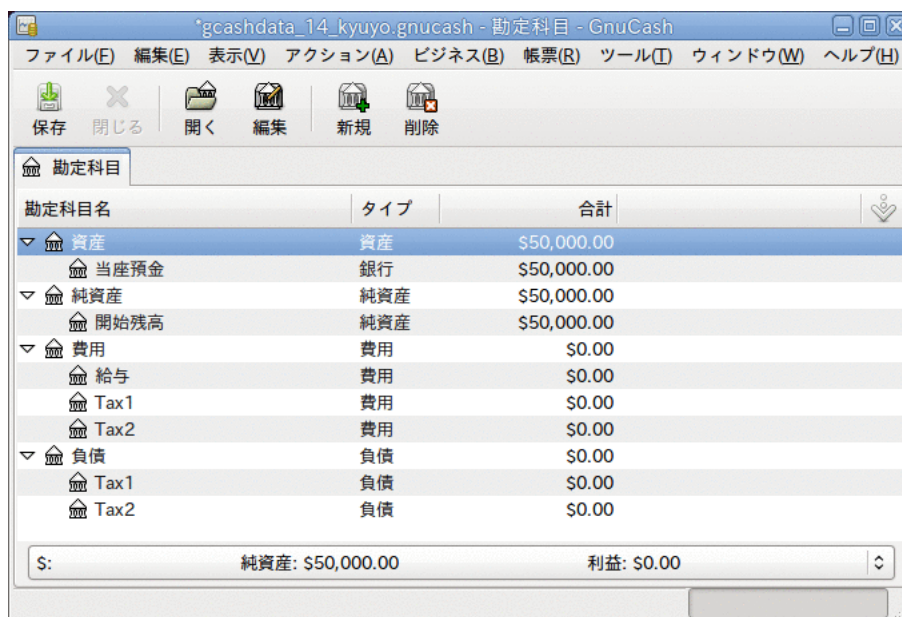 *gcashdata_14_kyuyo.gnucash - 勘定科目 - GnuCash
ファイル(F) 編集(E) 表示(V) アクション(A) ビジネス(B) 帳票(R) ツール(T) ウィンドウ(W) ヘルプ(H)
保存 閉じる 開く 編集 新規 削除
勘定科目
勘定科目名 タイプ 合計
資産 資産 $50,000.00
当座預金 銀行 $50,000.00
純資産 純資産 $50,000.00
開始残高 純資産 $50,000.00
費用 費用 $0.00
給与 費用 $0.00
Tax1 費用 $0.00
Tax2 費用 $0.00
負債 負債 $0.00
Tax1 負債 $0.00
Tax2 負債 $0.00
$: 純資産: $50,000.00 利益: $0.00